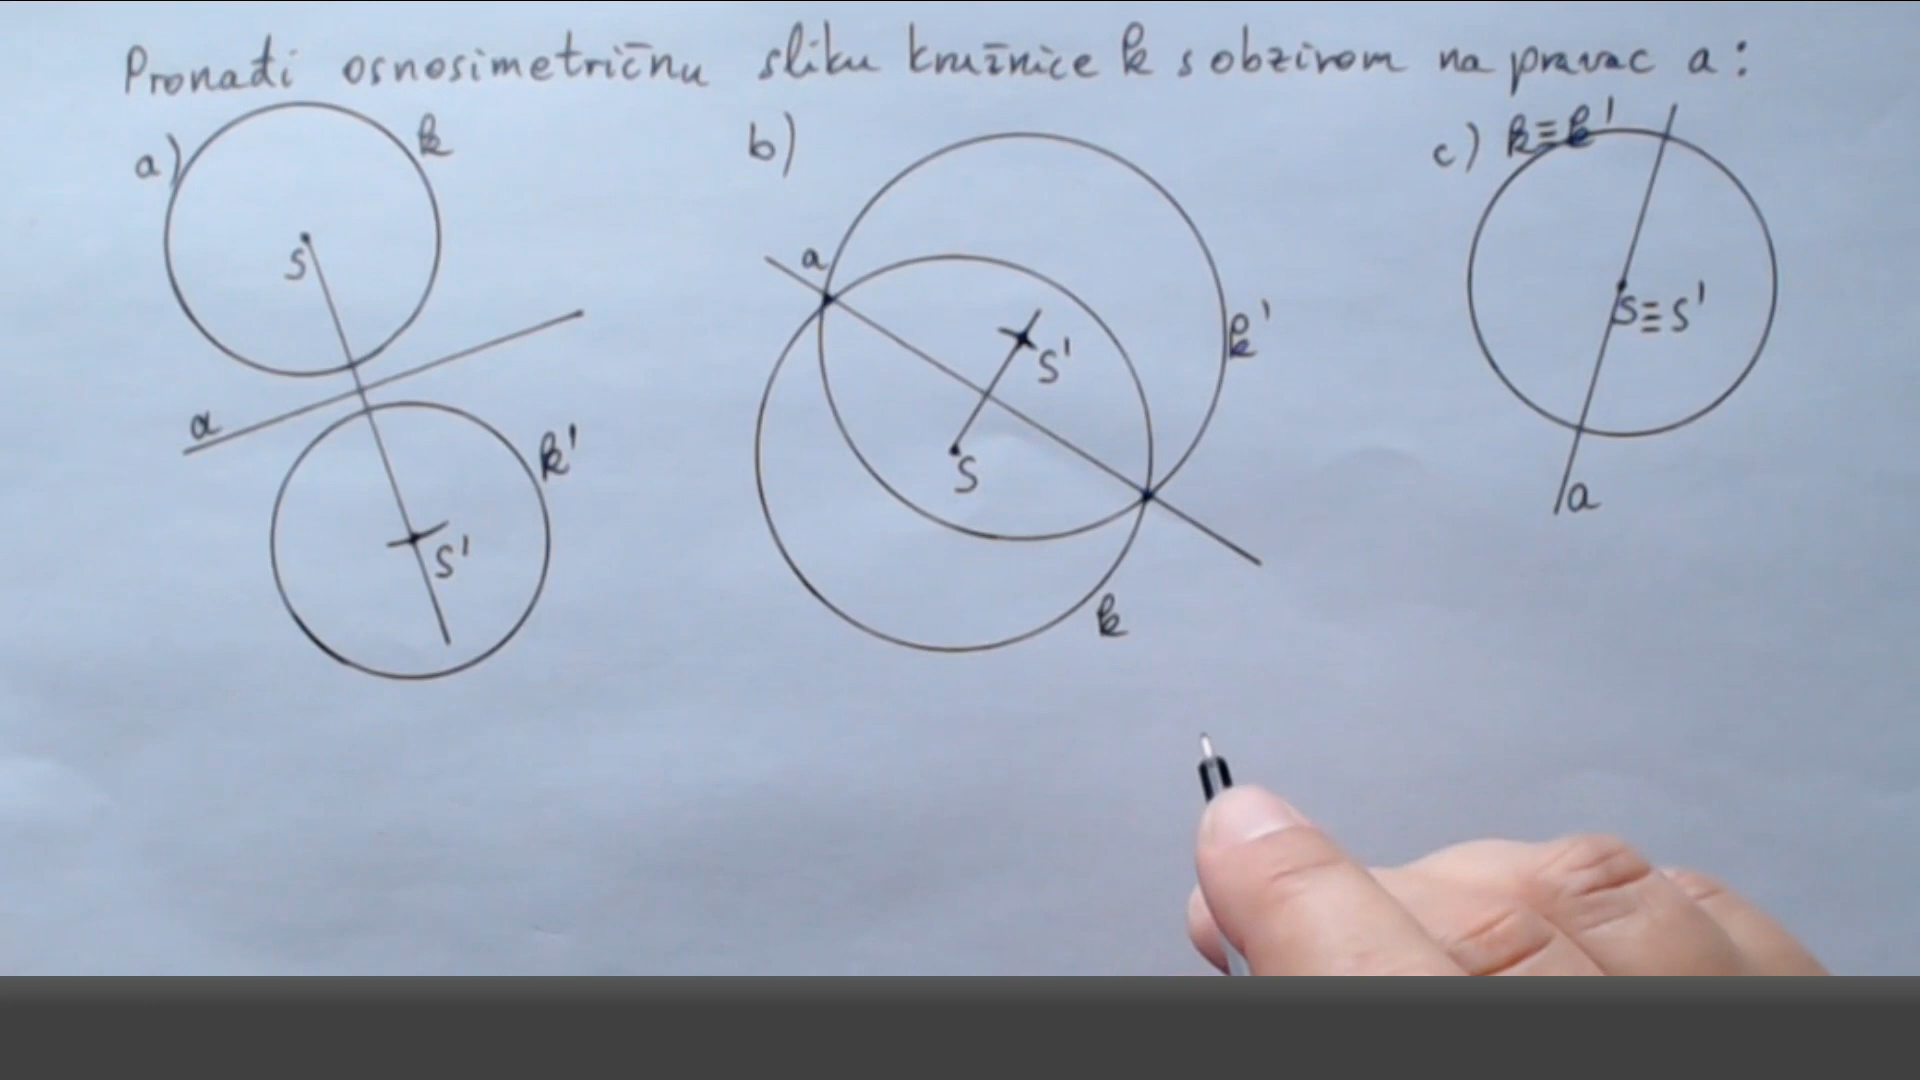 Pronađi osnosimetričnu sliku kružnice k s obzirom na pravac a:
a)
k
S
a
k'
S'
b)
a
k'
S'
S
k
c) k≡k'
S≡S'
a